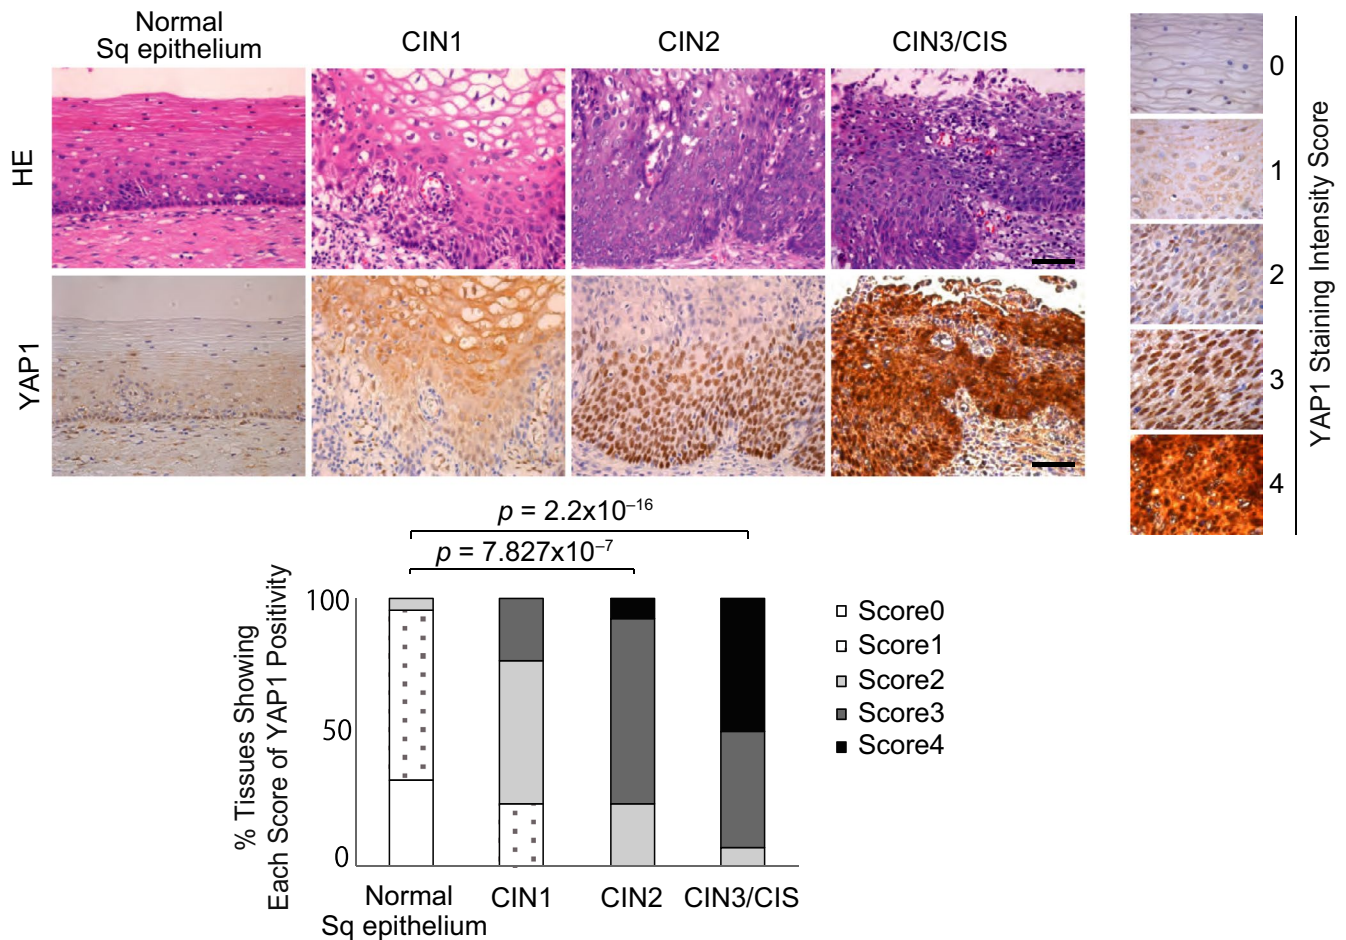 Normal
Sq epithelium
CIN1
CIN2
CIN3/CIS
HE
YAP1
0
1
2
3
4
YAP1 Staining Intensity Score
p = 2.2x10⁻¹⁶
p = 7.827x10⁻⁷
% Tissues Showing
Each Score of YAP1 Positivity
100
50
0
Normal
Sq epithelium
CIN1
CIN2
CIN3/CIS
Score0
Score1
Score2
Score3
Score4